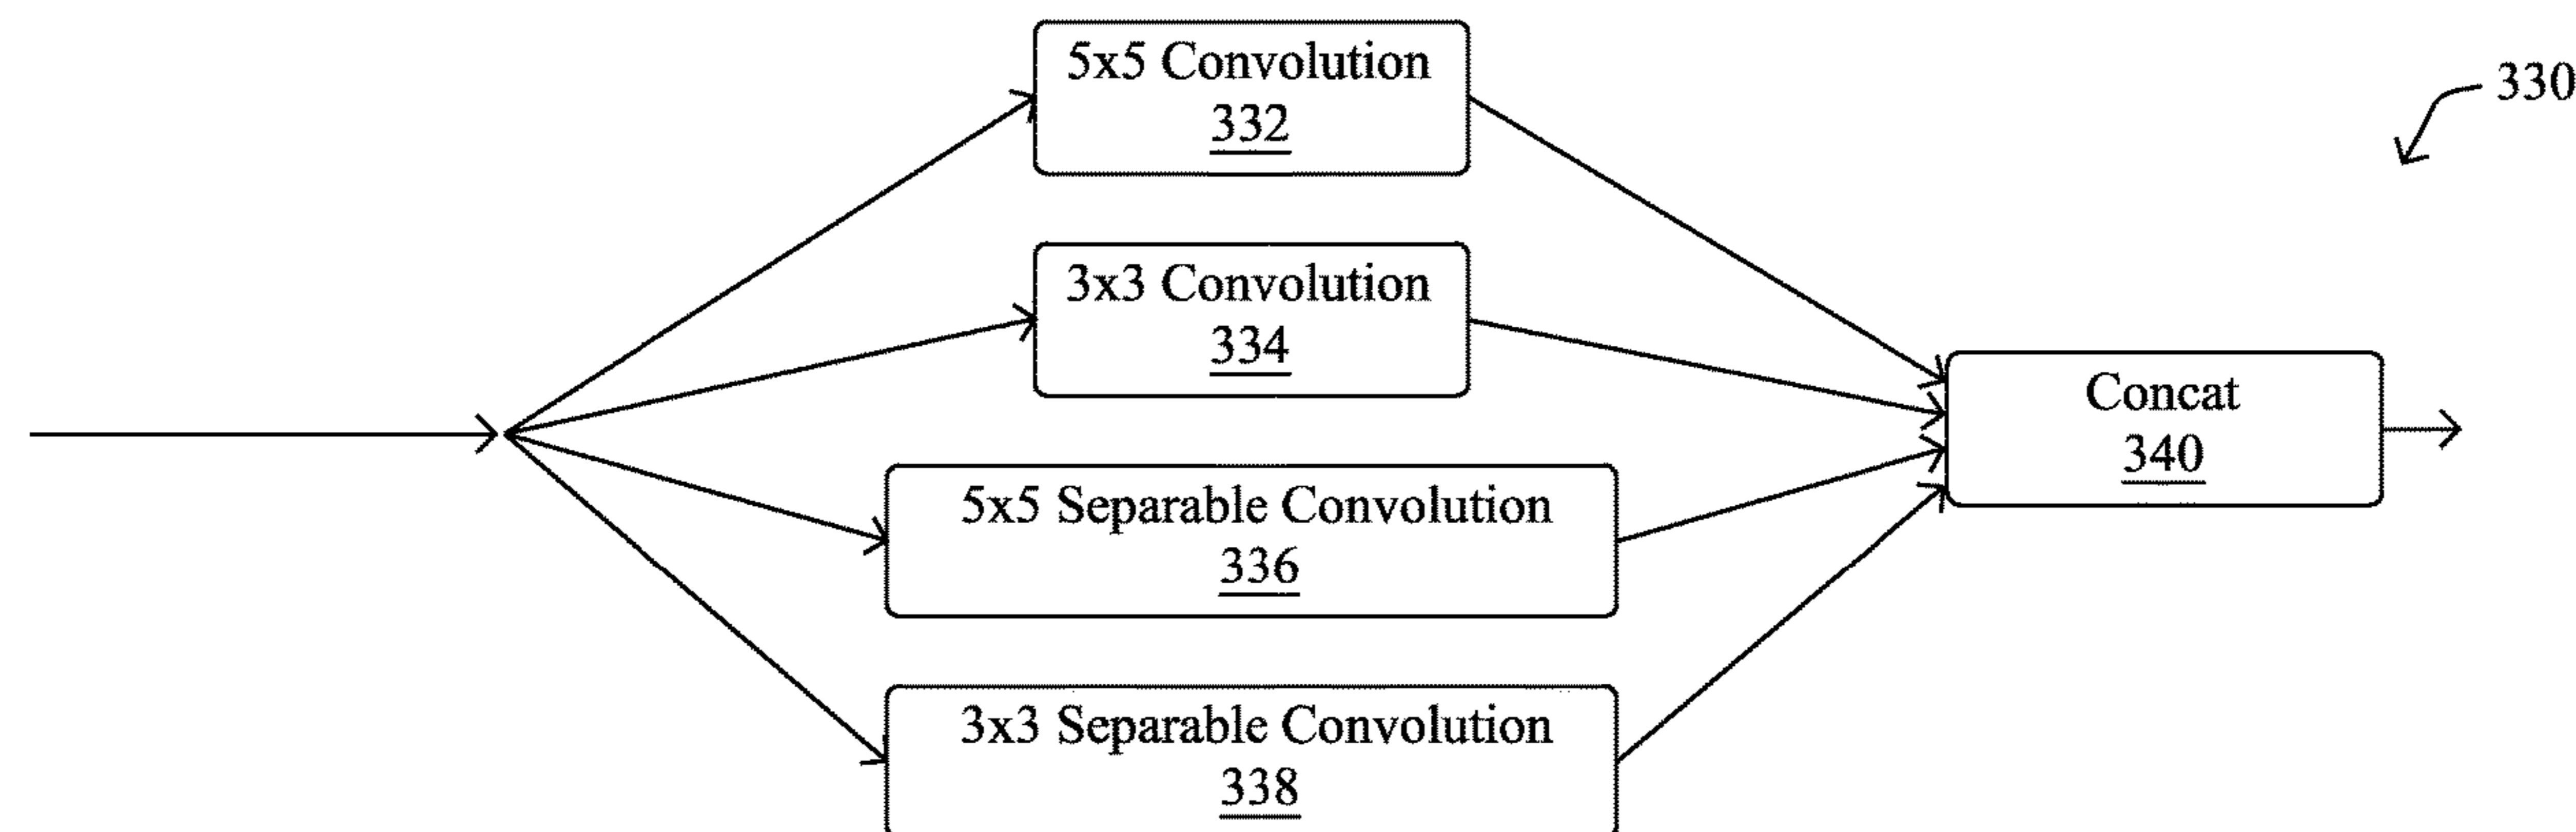 5x5 Convolution
332
330
3x3 Convolution
334
Concat
340
5x5 Separable Convolution
336
3x3 Separable Convolution
338